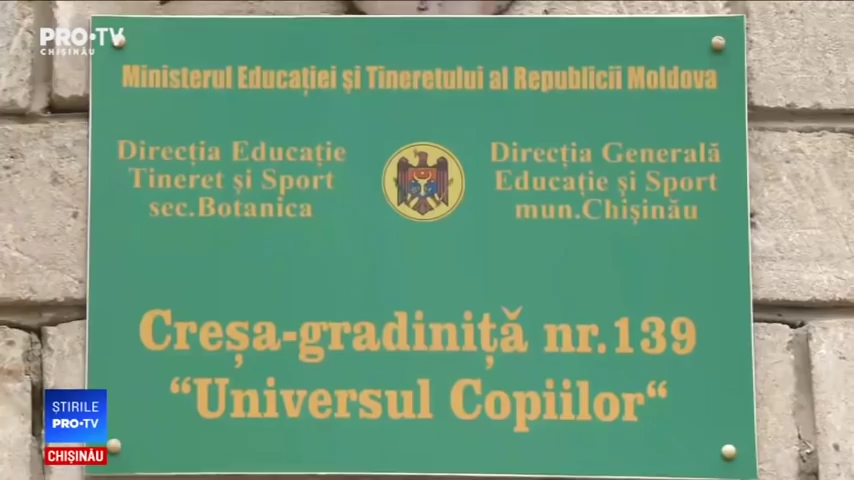 PRO•TV
CHIȘINĂU
Ministerul Educației și Tineretului al Republicii Moldova
Direcția Educație
Tineret și Sport
sec.Botanica
Direcția Generală
Educație și Sport
mun.Chișinău
Creșa-gradiniță nr.139
“Universul Copiilor“
ȘTIRILE
PRO•TV
CHIȘINĂU